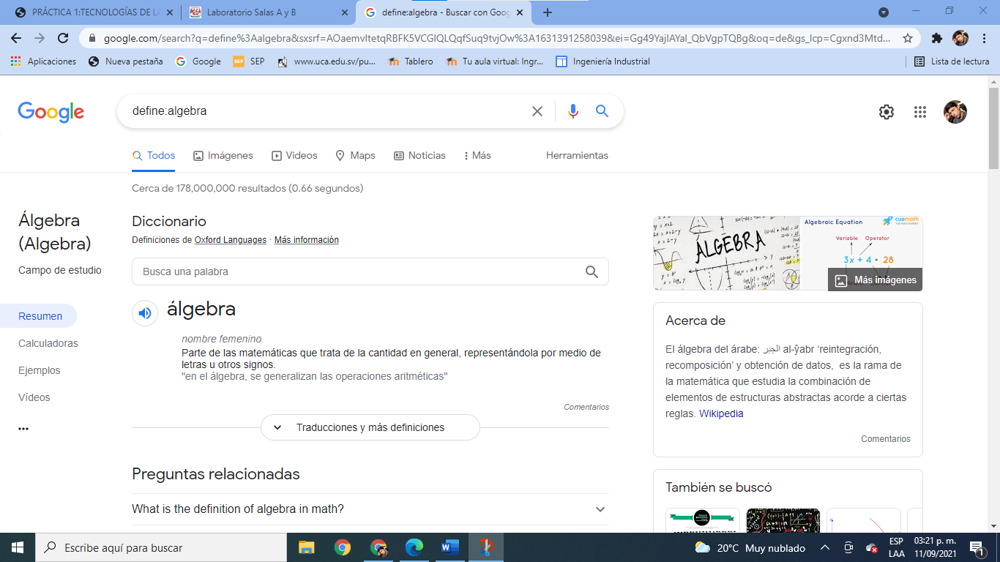 PRÁCTICA 1:TECNOLOGÍAS DE LA
Laboratorio Salas A y B
define:algebra - Buscar con Goog
google.com/search?q=define%3Aalgebra&sxsrf=AOaemvItetqRBFK5VCGlQLQqfSuq9tvjOw%3A1631391258039&ei=Gg49YajIAYaI_QbVgpTQBg&oq=de&gs_lcp=Cgxnd3Mtd...
Aplicaciones
Nueva pestaña
Google
SEP
SEP
www.uca.edu.sv/pu...
Tablero
Tu aula virtual: Ingr...
Ingeniería Industrial
Lista de lectura
Google
define:algebra
Todos
Imágenes
Videos
Maps
Noticias
Más
Herramientas
Cerca de 178,000,000 resultados (0.66 segundos)
Álgebra
(Algebra)
Campo de estudio
Resumen
Calculadoras
Ejemplos
Vídeos
Diccionario
Definiciones de Oxford Languages · Más información
Busca una palabra
álgebra
nombre femenino
Parte de las matemáticas que trata de la cantidad en general, representándola por medio de
letras u otros signos.
"en el álgebra, se generalizan las operaciones aritméticas"
Comentarios
Traducciones y más definiciones
Preguntas relacionadas
What is the definition of algebra in math?
ÁLGEBRA
Algebraic Equation
cuemath
THE MATH EXPERT
Variable
Operator
3x + 4 = 28
Más imágenes
Acerca de
El álgebra del árabe: الجبر al-ŷabr ‘reintegración,
recomposición’ y obtención de datos, es la rama de
la matemática que estudia la combinación de
elementos de estructuras abstractas acorde a ciertas
reglas. Wikipedia
Comentarios
También se buscó
Escribe aquí para buscar
20°C Muy nublado
ESP
LAA
03:21 p. m.
11/09/2021
1